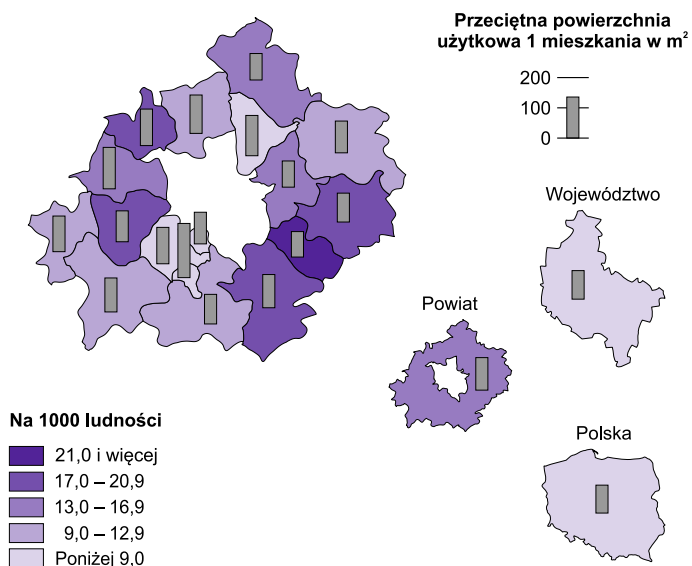 Przeciętna powierzchnia
użytkowa 1 mieszkania w m²
200
100
0
Województwo
Powiat
Polska
Na 1000 ludności
21,0 i więcej
17,0 – 20,9
13,0 – 16,9
9,0 – 12,9
Poniżej 9,0